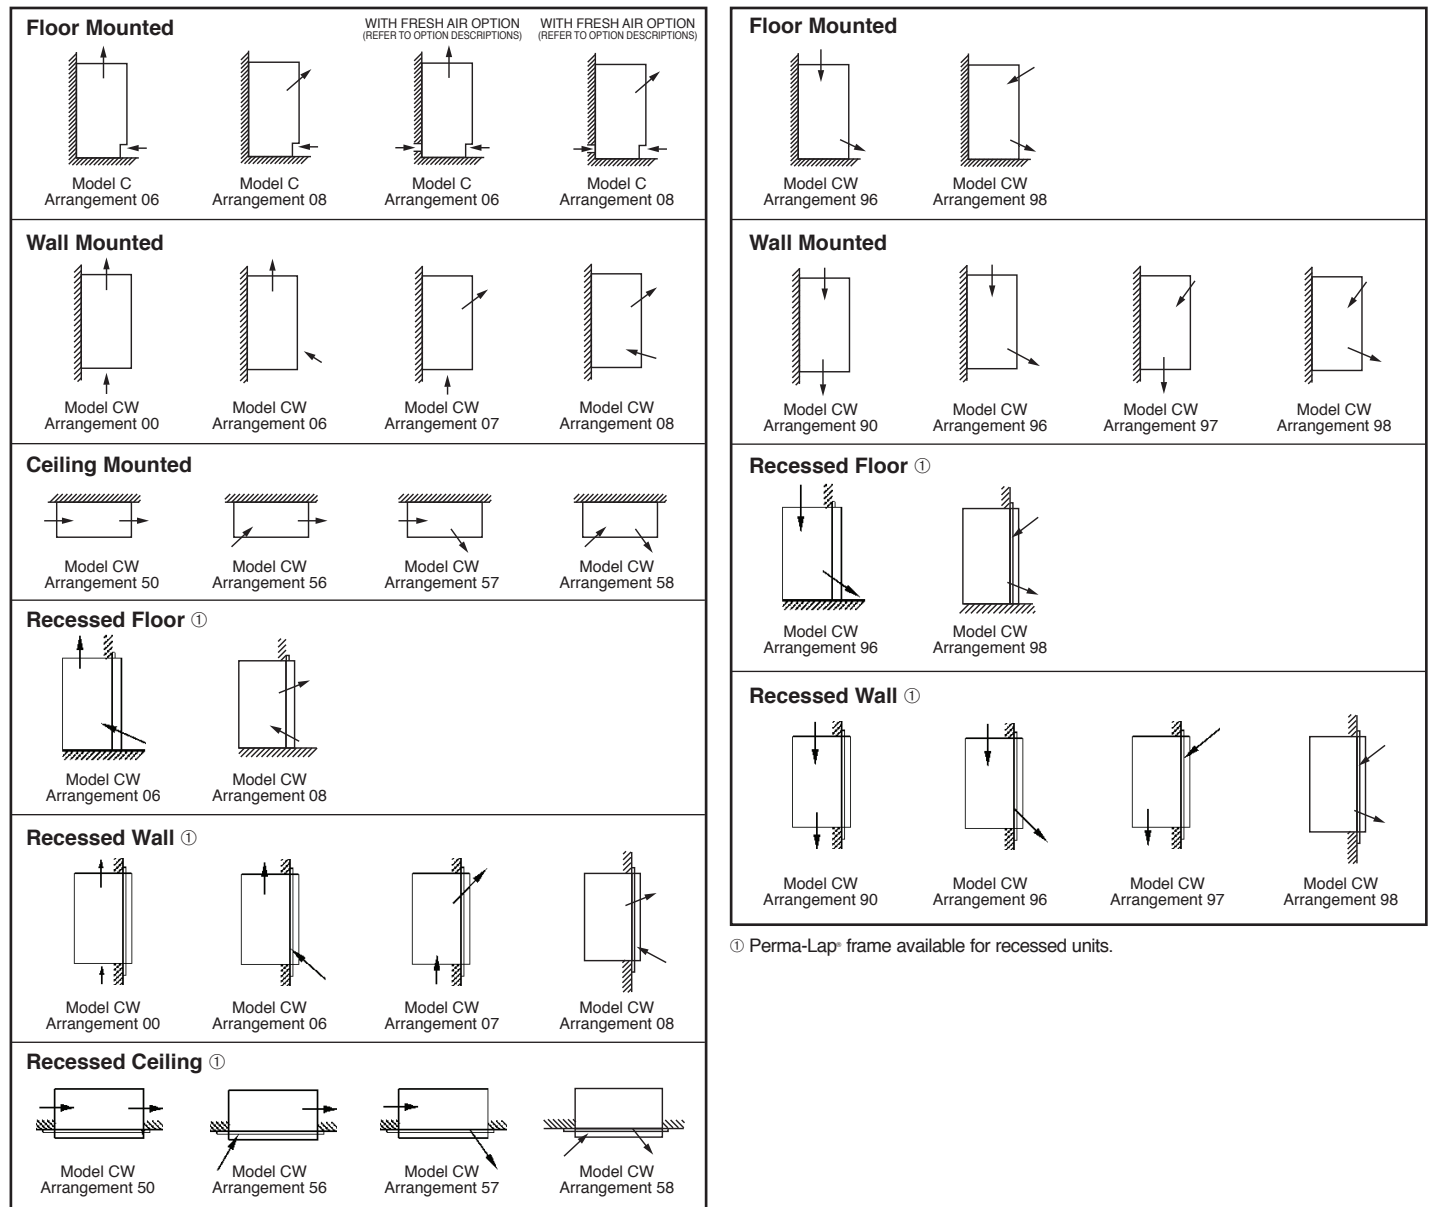 Floor Mounted
WITH FRESH AIR OPTION
(REFER TO OPTION DESCRIPTIONS)
WITH FRESH AIR OPTION
(REFER TO OPTION DESCRIPTIONS)
Model C
Arrangement 06
Model C
Arrangement 08
Model C
Arrangement 06
Model C
Arrangement 08
Wall Mounted
Model CW
Arrangement 00
Model CW
Arrangement 06
Model CW
Arrangement 07
Model CW
Arrangement 08
Ceiling Mounted
Model CW
Arrangement 50
Model CW
Arrangement 56
Model CW
Arrangement 57
Model CW
Arrangement 58
Recessed Floor ①
Model CW
Arrangement 06
Model CW
Arrangement 08
Recessed Wall ①
Model CW
Arrangement 00
Model CW
Arrangement 06
Model CW
Arrangement 07
Model CW
Arrangement 08
Recessed Ceiling ①
Model CW
Arrangement 50
Model CW
Arrangement 56
Model CW
Arrangement 57
Model CW
Arrangement 58
Floor Mounted
Model CW
Arrangement 96
Model CW
Arrangement 98
Wall Mounted
Model CW
Arrangement 90
Model CW
Arrangement 96
Model CW
Arrangement 97
Model CW
Arrangement 98
Recessed Floor ①
Model CW
Arrangement 96
Model CW
Arrangement 98
Recessed Wall ①
Model CW
Arrangement 90
Model CW
Arrangement 96
Model CW
Arrangement 97
Model CW
Arrangement 98
① Perma-Lap® frame available for recessed units.